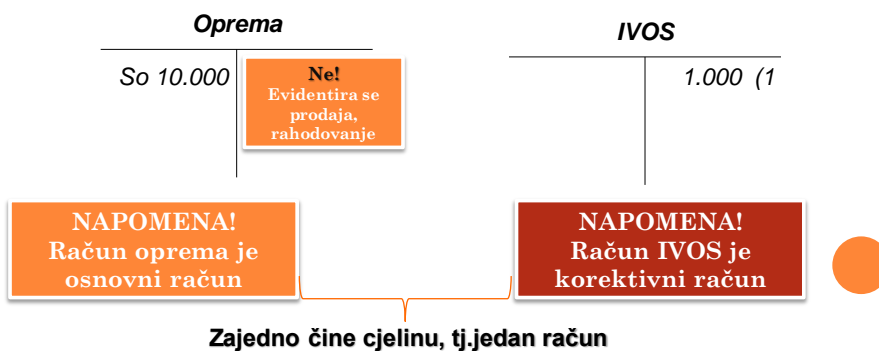 Oprema
IVOS
So 10.000
Ne!
Evidentira se
prodaja,
rahodovanje
1.000 (1
NAPOMENA!
Račun oprema je
osnovni račun
NAPOMENA!
Račun IVOS je
korektivni račun
Zajedno čine cjelinu, tj.jedan račun